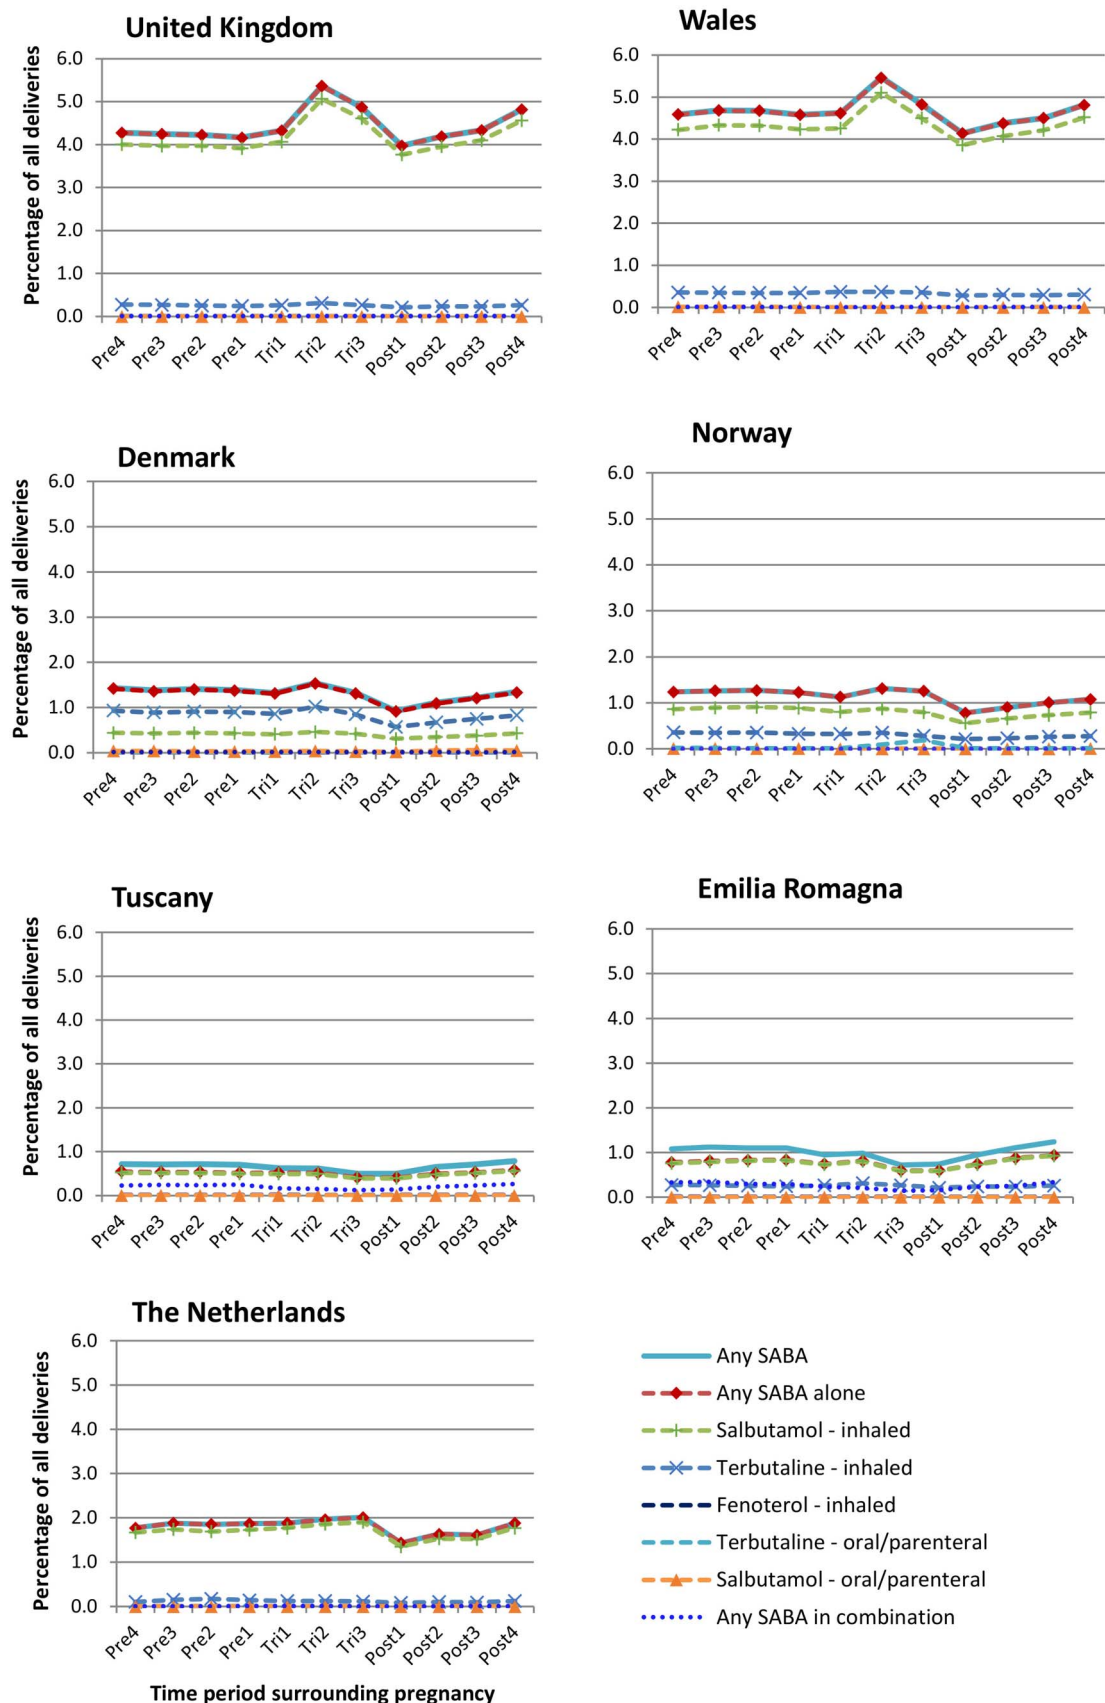 United Kingdom
Percentage of all deliveries
6.0
5.0
4.0
3.0
2.0
1.0
0.0
Pre4 Pre3 Pre2 Pre1 Tri1 Tri2 Tri3 Post1 Post2 Post3 Post4
Wales
6.0
5.0
4.0
3.0
2.0
1.0
0.0
Pre4 Pre3 Pre2 Pre1 Tri1 Tri2 Tri3 Post1 Post2 Post3 Post4
Denmark
Percentage of all deliveries
6.0
5.0
4.0
3.0
2.0
1.0
0.0
Pre4 Pre3 Pre2 Pre1 Tri1 Tri2 Tri3 Post1 Post2 Post3 Post4
Norway
6.0
5.0
4.0
3.0
2.0
1.0
0.0
Pre4 Pre3 Pre2 Pre1 Tri1 Tri2 Tri3 Post1 Post2 Post3 Post4
Tuscany
Percentage of all deliveries
6.0
5.0
4.0
3.0
2.0
1.0
0.0
Pre4 Pre3 Pre2 Pre1 Tri1 Tri2 Tri3 Post1 Post2 Post3 Post4
Emilia Romagna
6.0
5.0
4.0
3.0
2.0
1.0
0.0
Pre4 Pre3 Pre2 Pre1 Tri1 Tri2 Tri3 Post1 Post2 Post3 Post4
The Netherlands
Percentage of all deliveries
6.0
5.0
4.0
3.0
2.0
1.0
0.0
Pre4 Pre3 Pre2 Pre1 Tri1 Tri2 Tri3 Post1 Post2 Post3 Post4
Time period surrounding pregnancy
Any SABA
Any SABA alone
Salbutamol - inhaled
Terbutaline - inhaled
Fenoterol - inhaled
Terbutaline - oral/parenteral
Salbutamol - oral/parenteral
Any SABA in combination